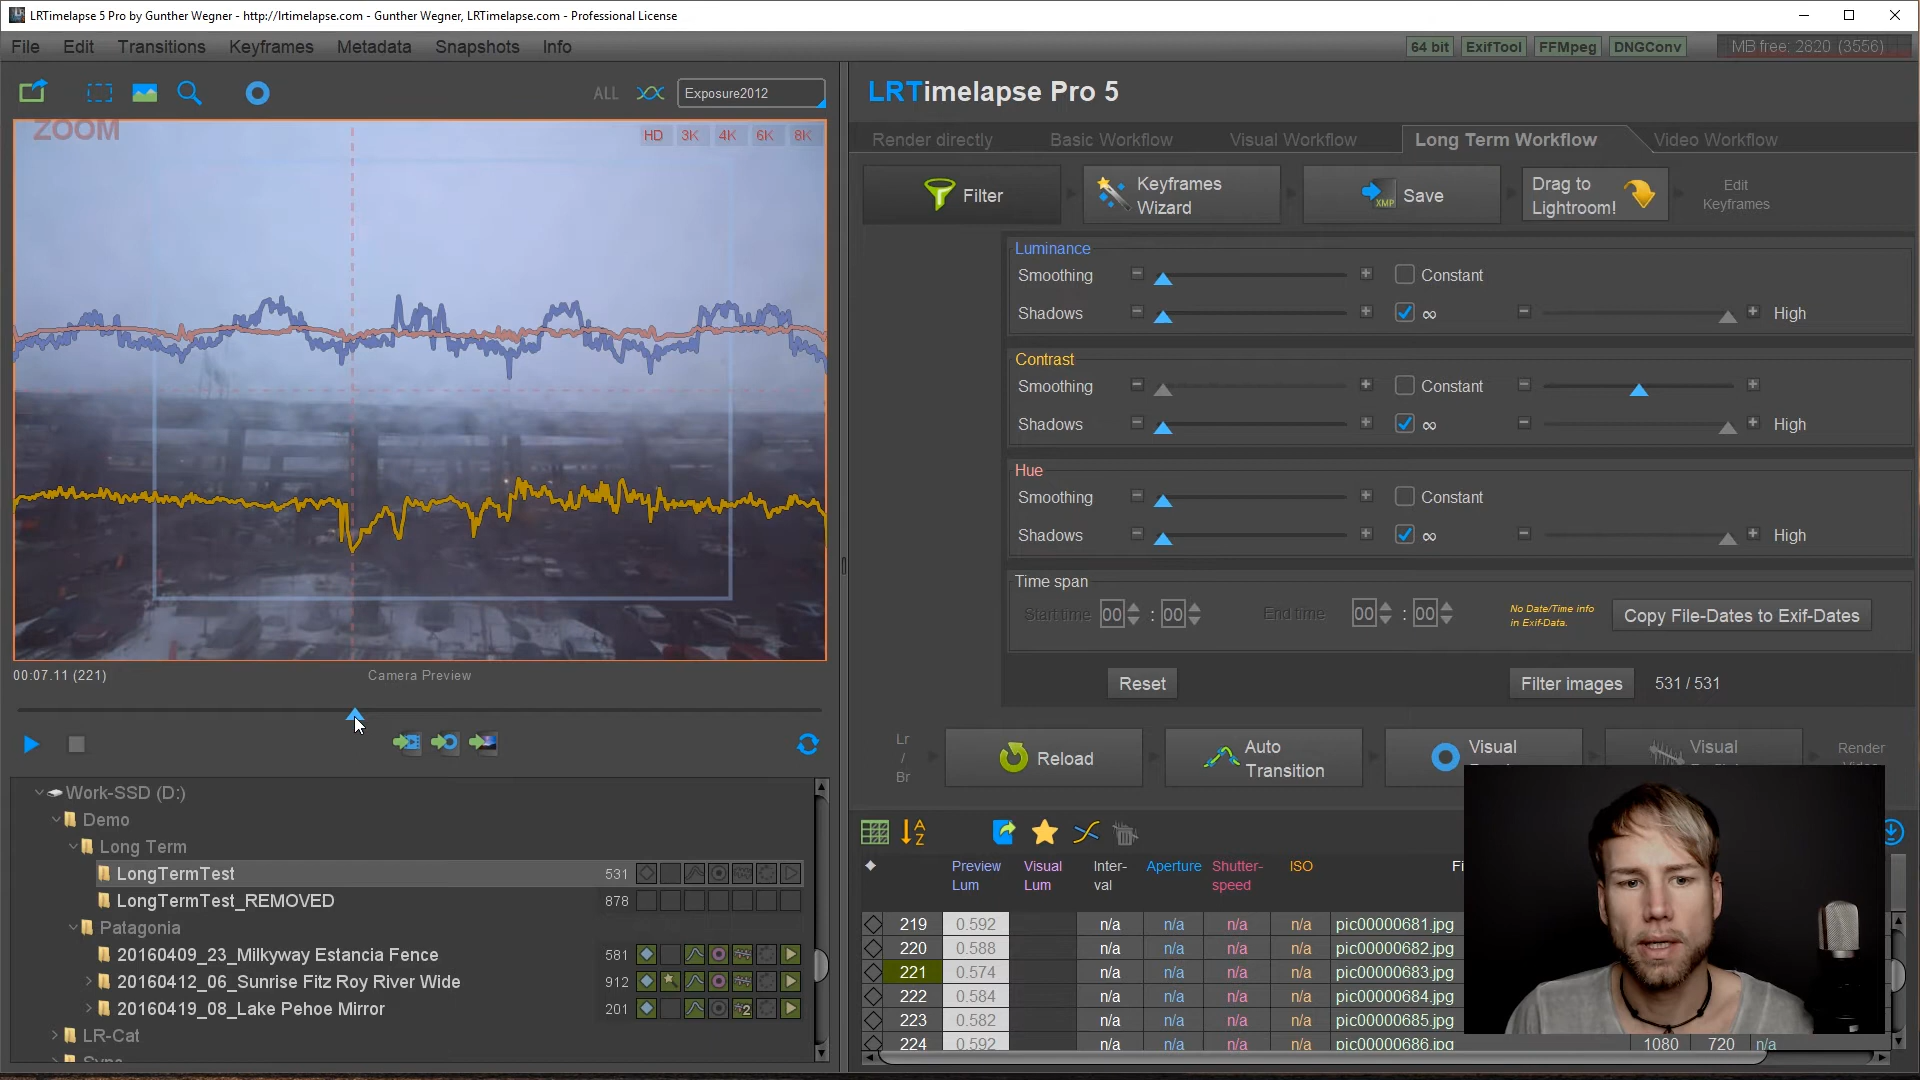 LRTimelapse 5 Pro by Gunther Wegner - http://lrtimelapse.com - Gunther Wegner, LRTimelapse.com - Professional License
File Edit Transitions Keyframes Metadata Snapshots Info
64 bit ExifTool FFMpeg DNGConv MB free: 2820 (3556)
ALL Exposure2012
ZOOM
HD 3K 4K 6K 8K
00:07.11 (221) Camera Preview
Work-SSD (D:)
Demo
Long Term
LongTermTest 531
LongTermTest_REMOVED 878
Patagonia
20160409_23_Milkyway Estancia Fence 581
20160412_06_Sunrise Fitz Roy River Wide 912
20160419_08_Lake Pehoe Mirror 201 2
LR-Cat
LRTimelapse Pro 5
Render directly Basic Workflow Visual Workflow Long Term Workflow Video Workflow
Filter
Keyframes
Wizard
XMP Save
Drag to
Lightroom!
Edit
Keyframes
Luminance
Smoothing Constant
Shadows ∞ High
Contrast
Smoothing Constant
Shadows ∞ High
Hue
Smoothing Constant
Shadows ∞ High
Time span
Start time 00 : 00 End time 00 : 00
No Date/Time info
in Exif-Data.
Copy File-Dates to Exif-Dates
Reset Filter images 531 / 531
Lr
/
Br
Reload
Auto
Transition
Visual
Visual
Render
A
Z
Preview
Lum
Visual
Lum
Inter-
val
Aperture
Shutter-
speed
ISO
Fi
219 0.592 n/a n/a n/a n/a pic00000681.jpg
220 0.588 n/a n/a n/a n/a pic00000682.jpg
221 0.574 n/a n/a n/a n/a pic00000683.jpg
222 0.584 n/a n/a n/a n/a pic00000684.jpg
223 0.582 n/a n/a n/a n/a pic00000685.jpg
224 0.592 n/a n/a n/a n/a pic00000686.jpg 1080 720 n/a